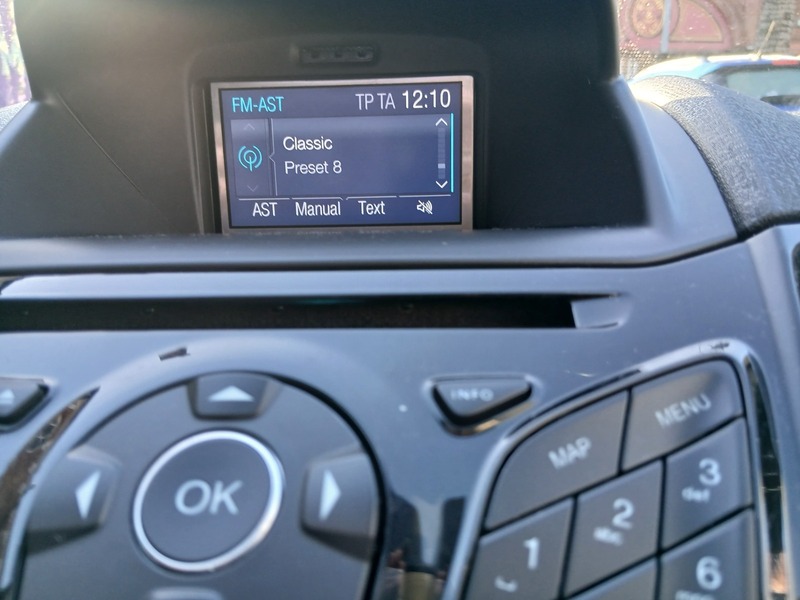 FM-AST TP TA 12:10
Classic
Preset 8
AST Manual Text
INFO
MAP MENU
OK
1 2 abc 3 def
6